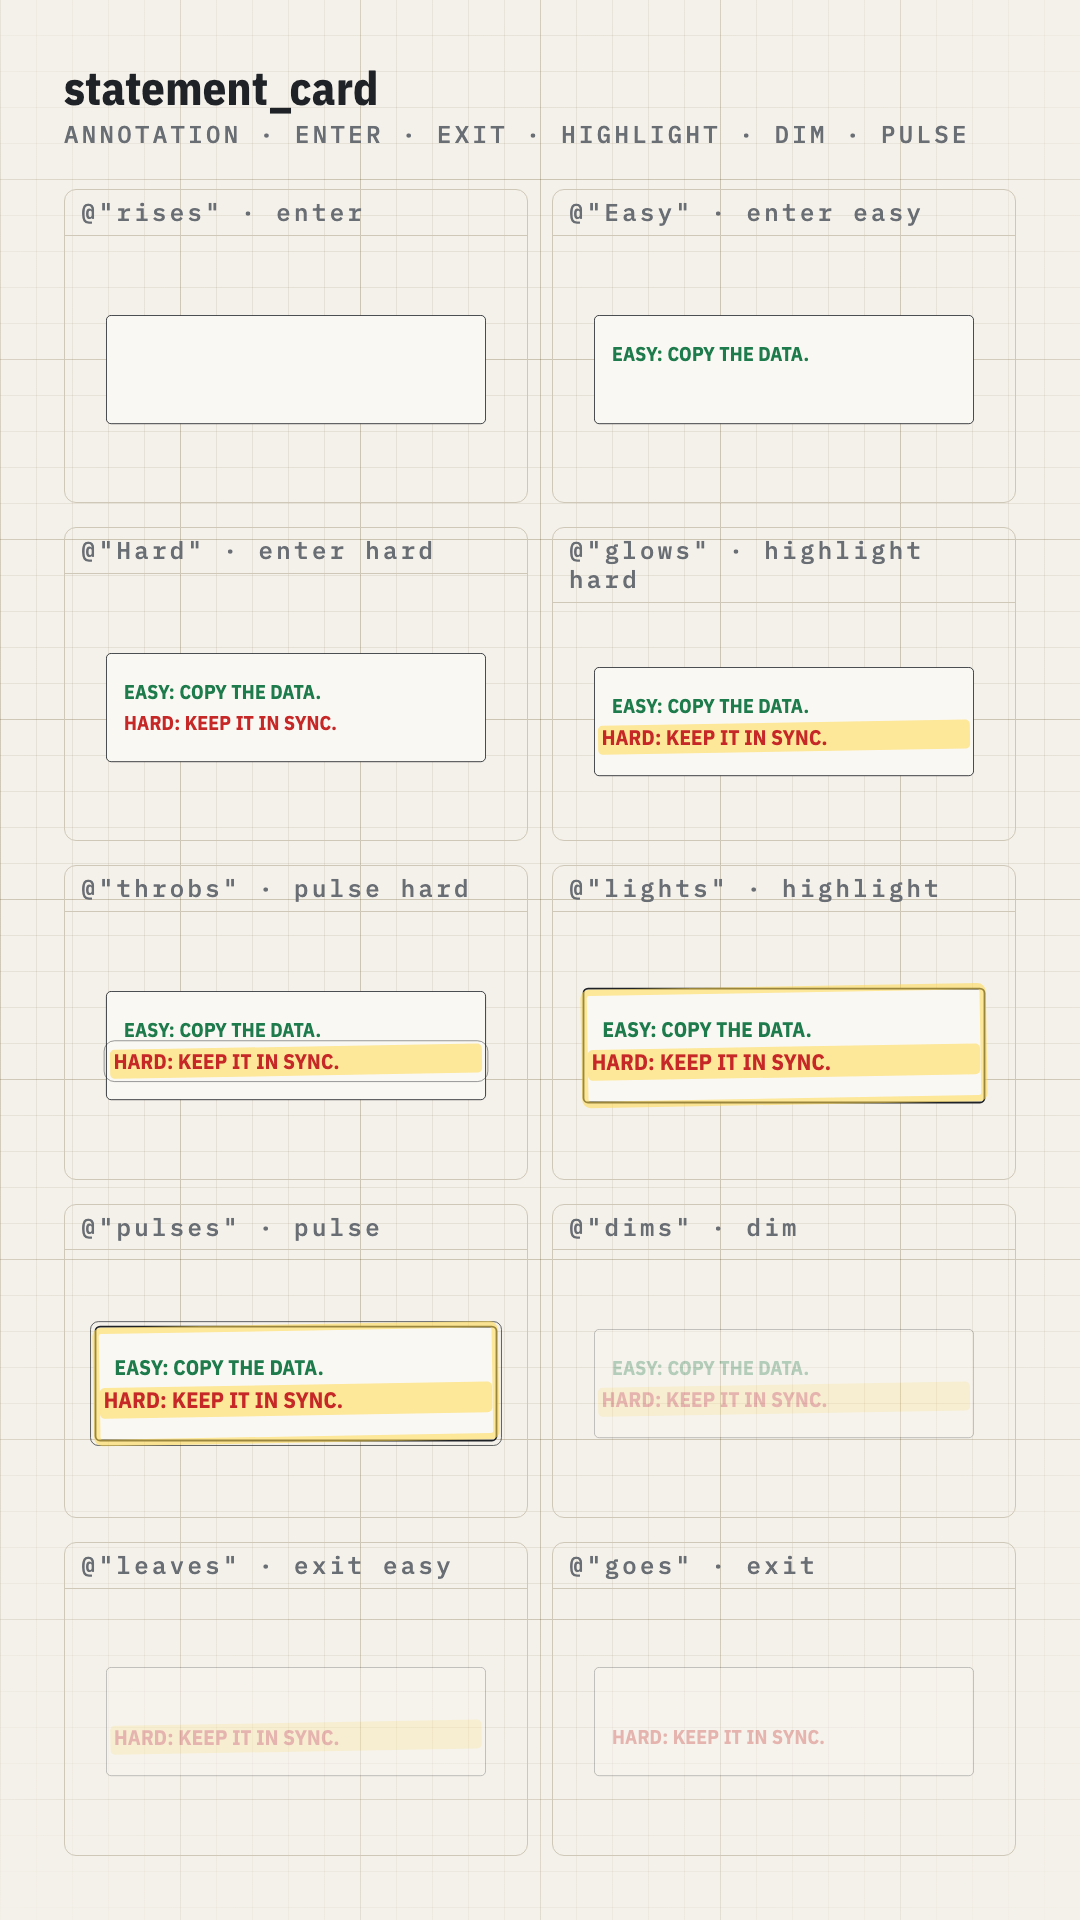 statement_card
ANNOTATION · ENTER · EXIT · HIGHLIGHT · DIM · PULSE
@"rises" · enter
@"Easy" · enter easy
EASY: COPY THE DATA.
@"Hard" · enter hard
EASY: COPY THE DATA.
HARD: KEEP IT IN SYNC.
@"glows" · highlight
hard
EASY: COPY THE DATA.
HARD: KEEP IT IN SYNC.
@"throbs" · pulse hard
EASY: COPY THE DATA.
HARD: KEEP IT IN SYNC.
@"lights" · highlight
EASY: COPY THE DATA.
HARD: KEEP IT IN SYNC.
@"pulses" · pulse
EASY: COPY THE DATA.
HARD: KEEP IT IN SYNC.
@"dims" · dim
EASY: COPY THE DATA.
HARD: KEEP IT IN SYNC.
@"leaves" · exit easy
HARD: KEEP IT IN SYNC.
@"goes" · exit
HARD: KEEP IT IN SYNC.